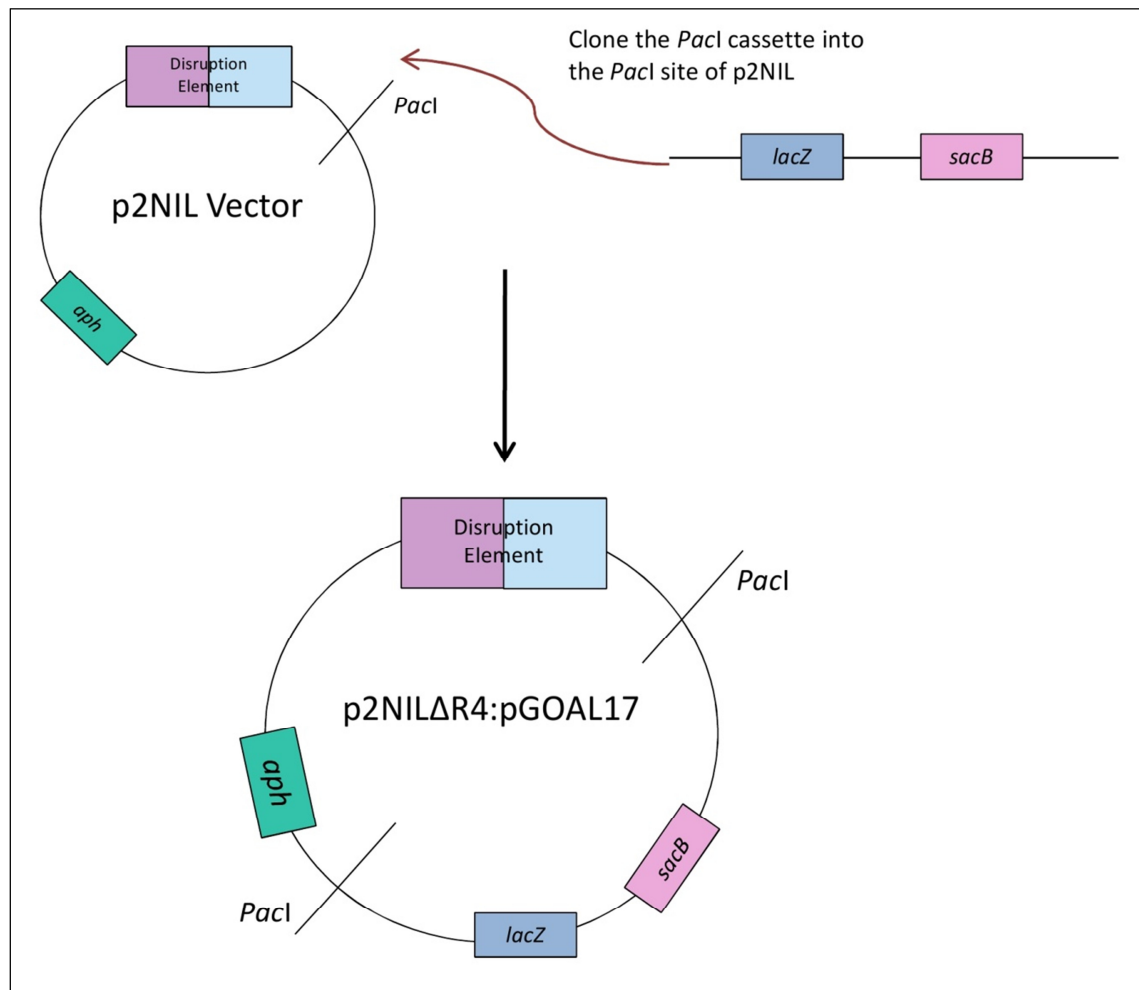 Disruption
Element
PacI
p2NIL Vector
aph
Clone the PacI cassette into
the PacI site of p2NIL
lacZ
sacB
Disruption
Element
PacI
p2NILΔR4:pGOAL17
aph
sacB
PacI
lacZ